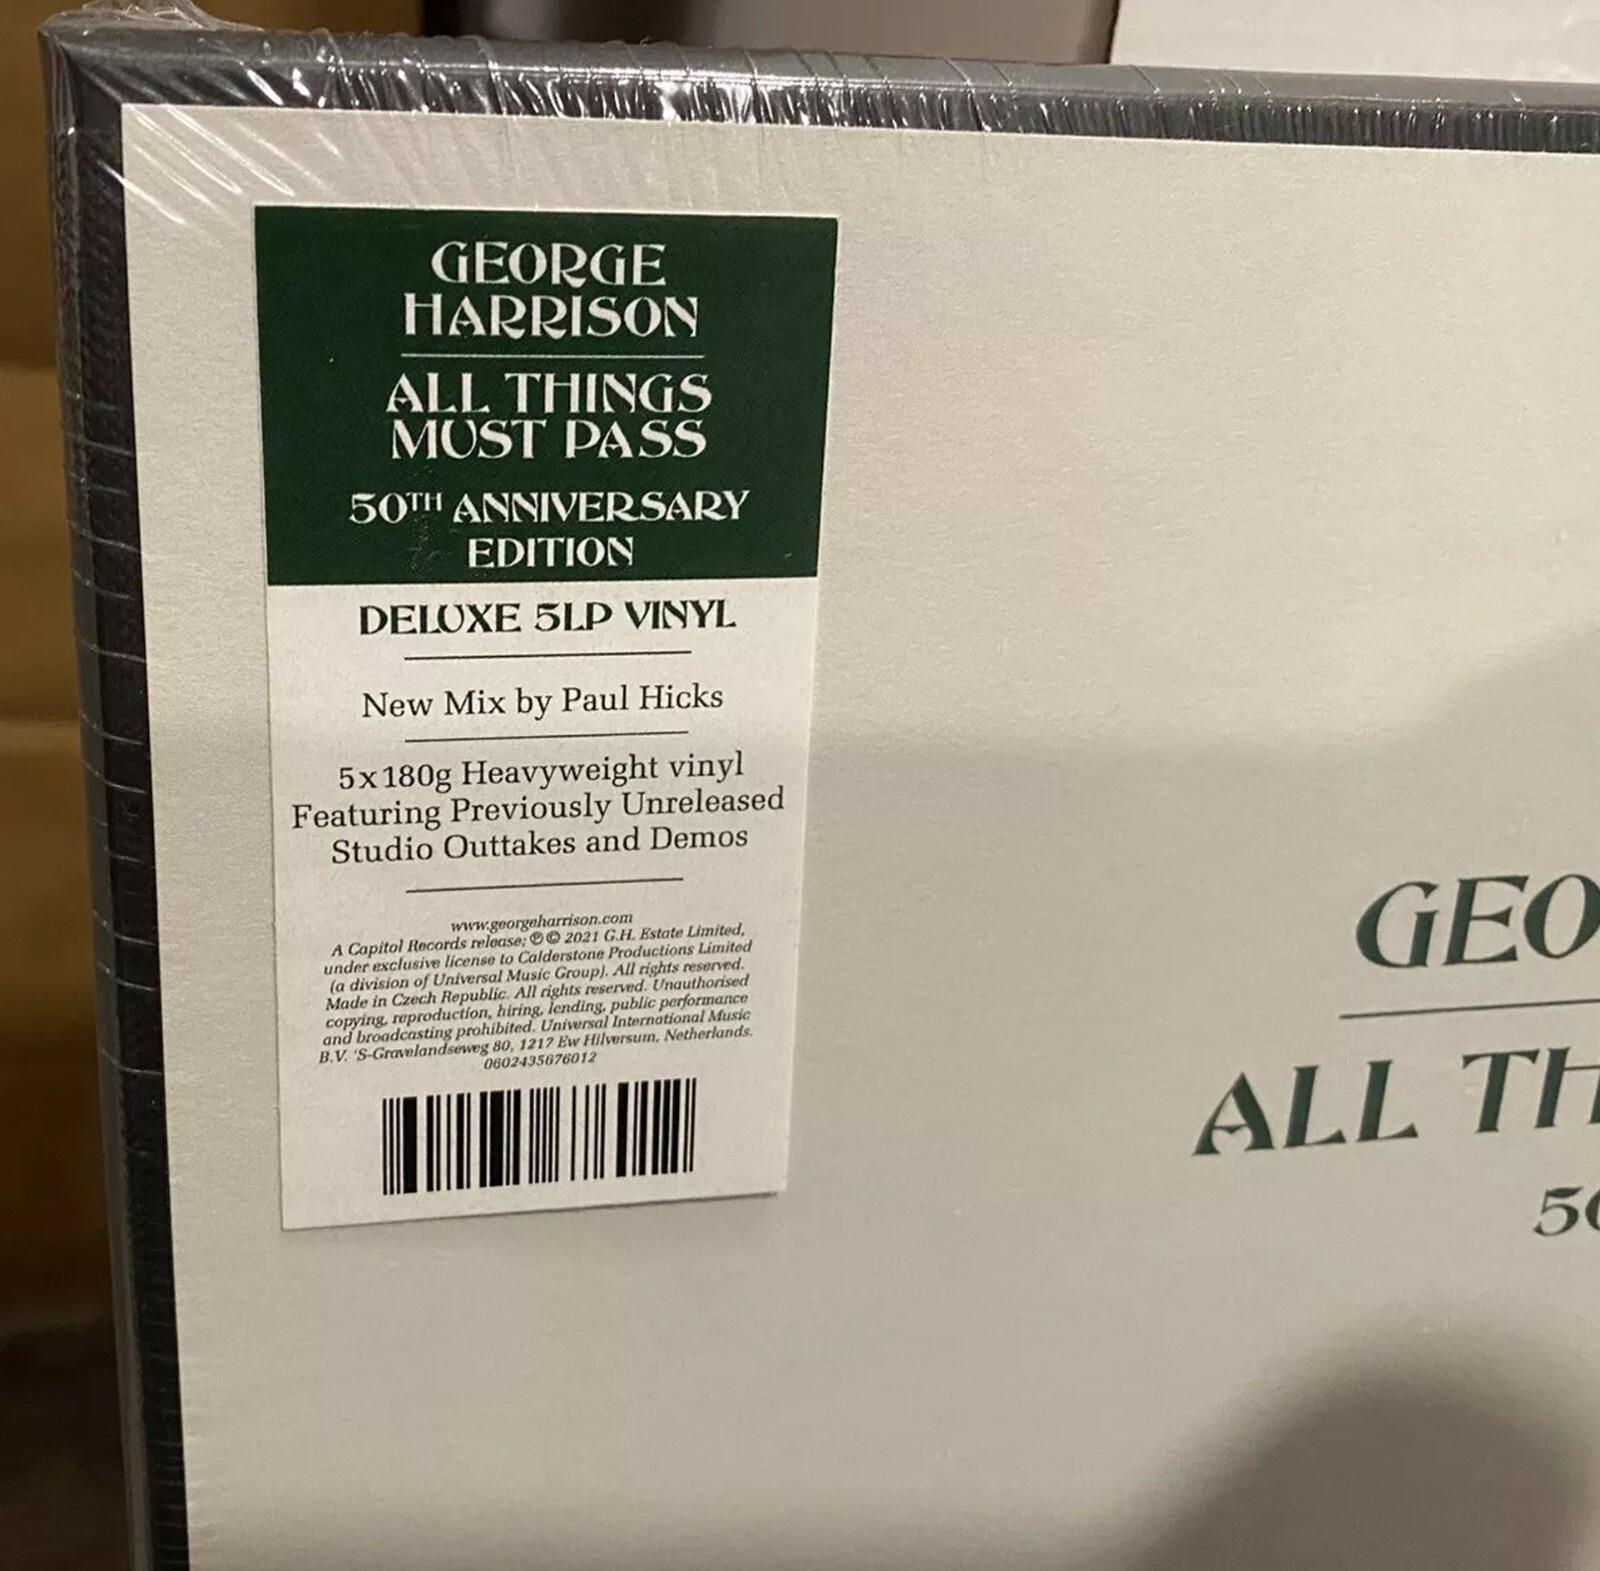 GEORGE
HARRISON
ALL THINGS
MUST PASS
50TH ANNIVERSARY
EDITION
DELUXE 5LP VINYL
New Mix by Paul Hicks
5x180g Heavyweight vinyl
Featuring Previously Unreleased
Studio Outtakes and Demos
www.georgeharrison.com
A Capitol Records release; ℗ © 2021 G.H. Estate Limited,
under exclusive license to Calderstone Productions Limited
(a division of Universal Music Group). All rights reserved.
Made in Czech Republic. All rights reserved. Unauthorised
copying, reproduction, hiring, lending, public performance
and broadcasting prohibited. Universal International Music
B.V. 'S-Gravelandseweg 80, 1217 Ew Hilversum, Netherlands.
0602435676012
GEO
ALL TH
50